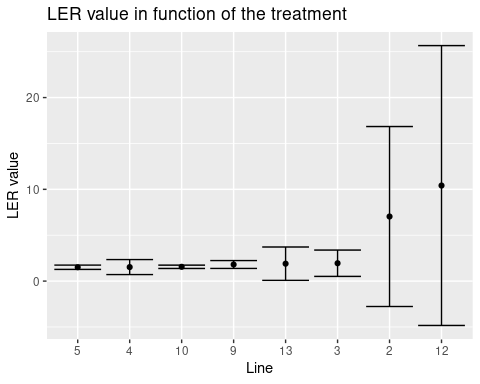 LER value in function of the treatment
LER value
20
10
0
5 4 10 9 13 3 2 12
Line